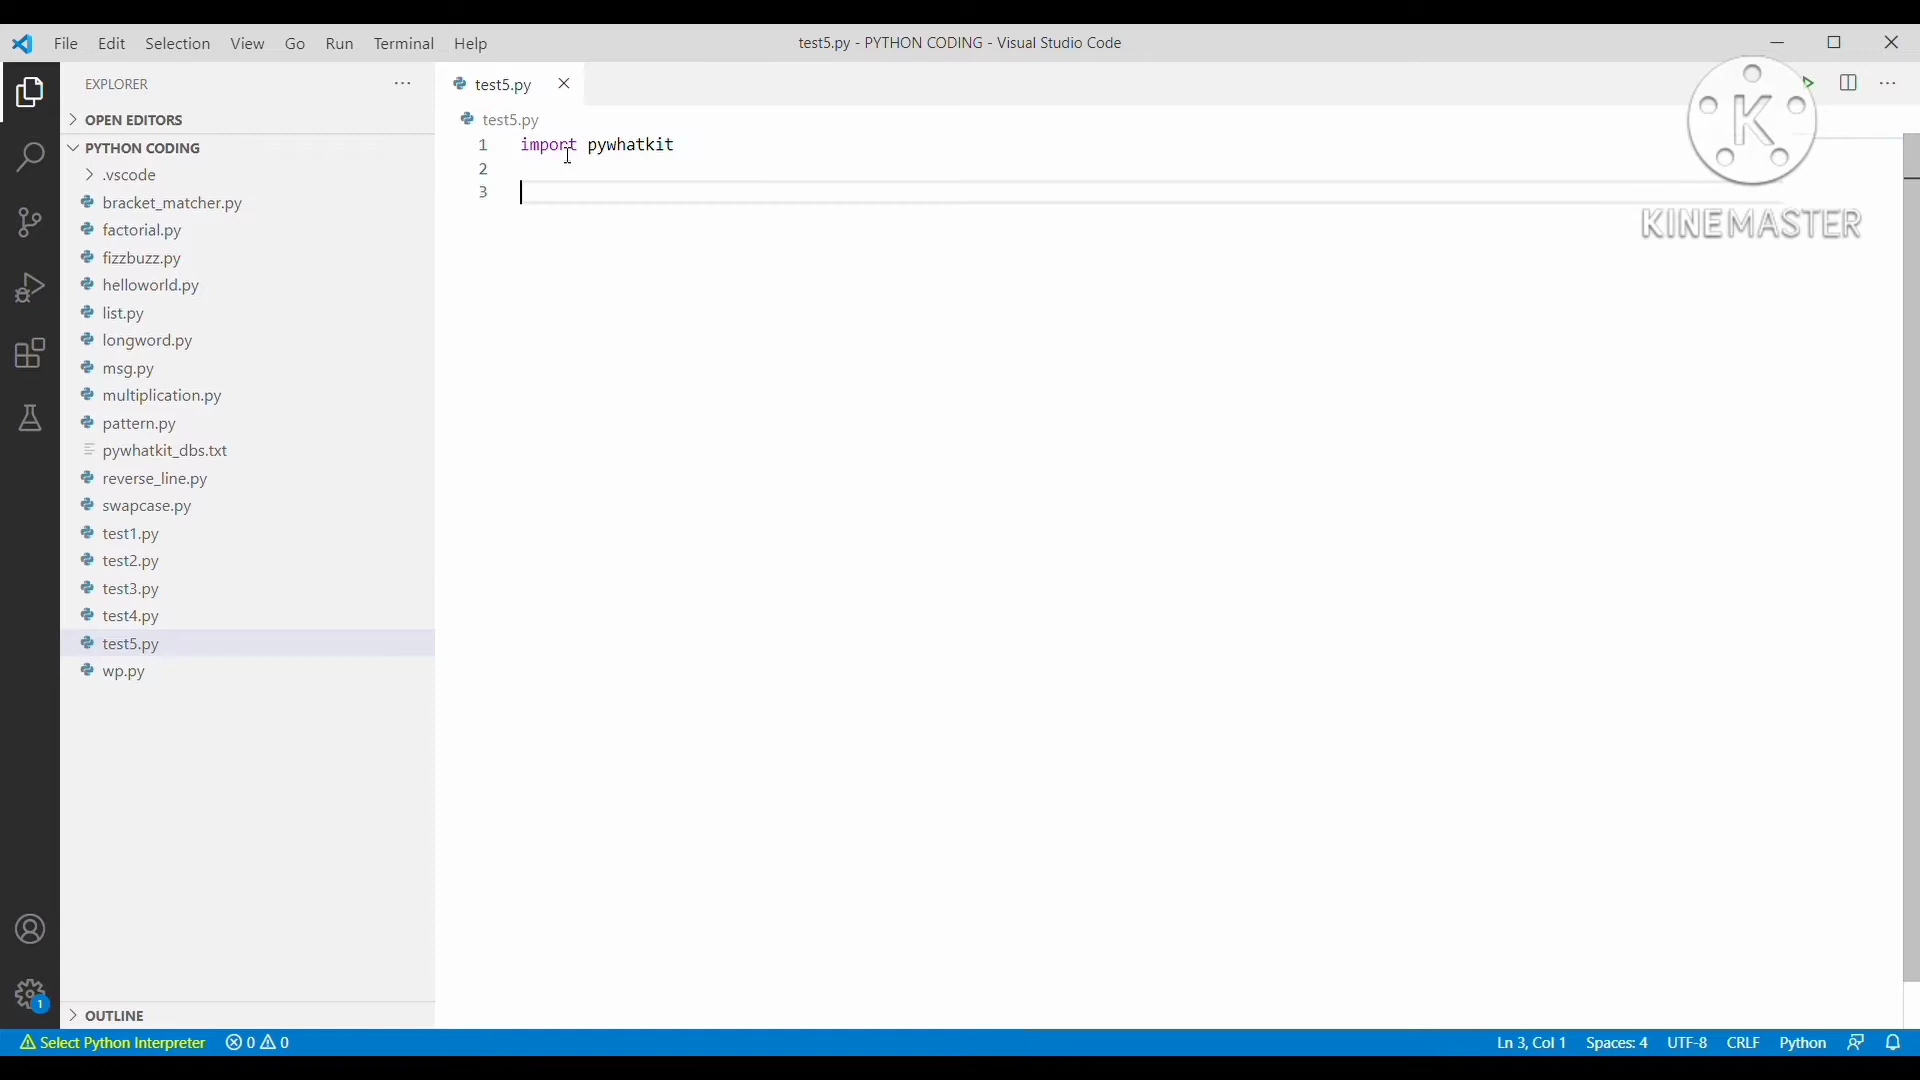 File Edit Selection View Go Run Terminal Help
test5.py - PYTHON CODING - Visual Studio Code
EXPLORER
OPEN EDITORS
PYTHON CODING
.vscode
bracket_matcher.py
factorial.py
fizzbuzz.py
helloworld.py
list.py
longword.py
msg.py
multiplication.py
pattern.py
pywhatkit_dbs.txt
reverse_line.py
swapcase.py
test1.py
test2.py
test3.py
test4.py
test5.py
wp.py
OUTLINE
test5.py
test5.py
1 import pywhatkit
2
3
K
KINEMASTER
1
Select Python Interpreter 0 0
Ln 3, Col 1 Spaces: 4 UTF-8 CRLF Python